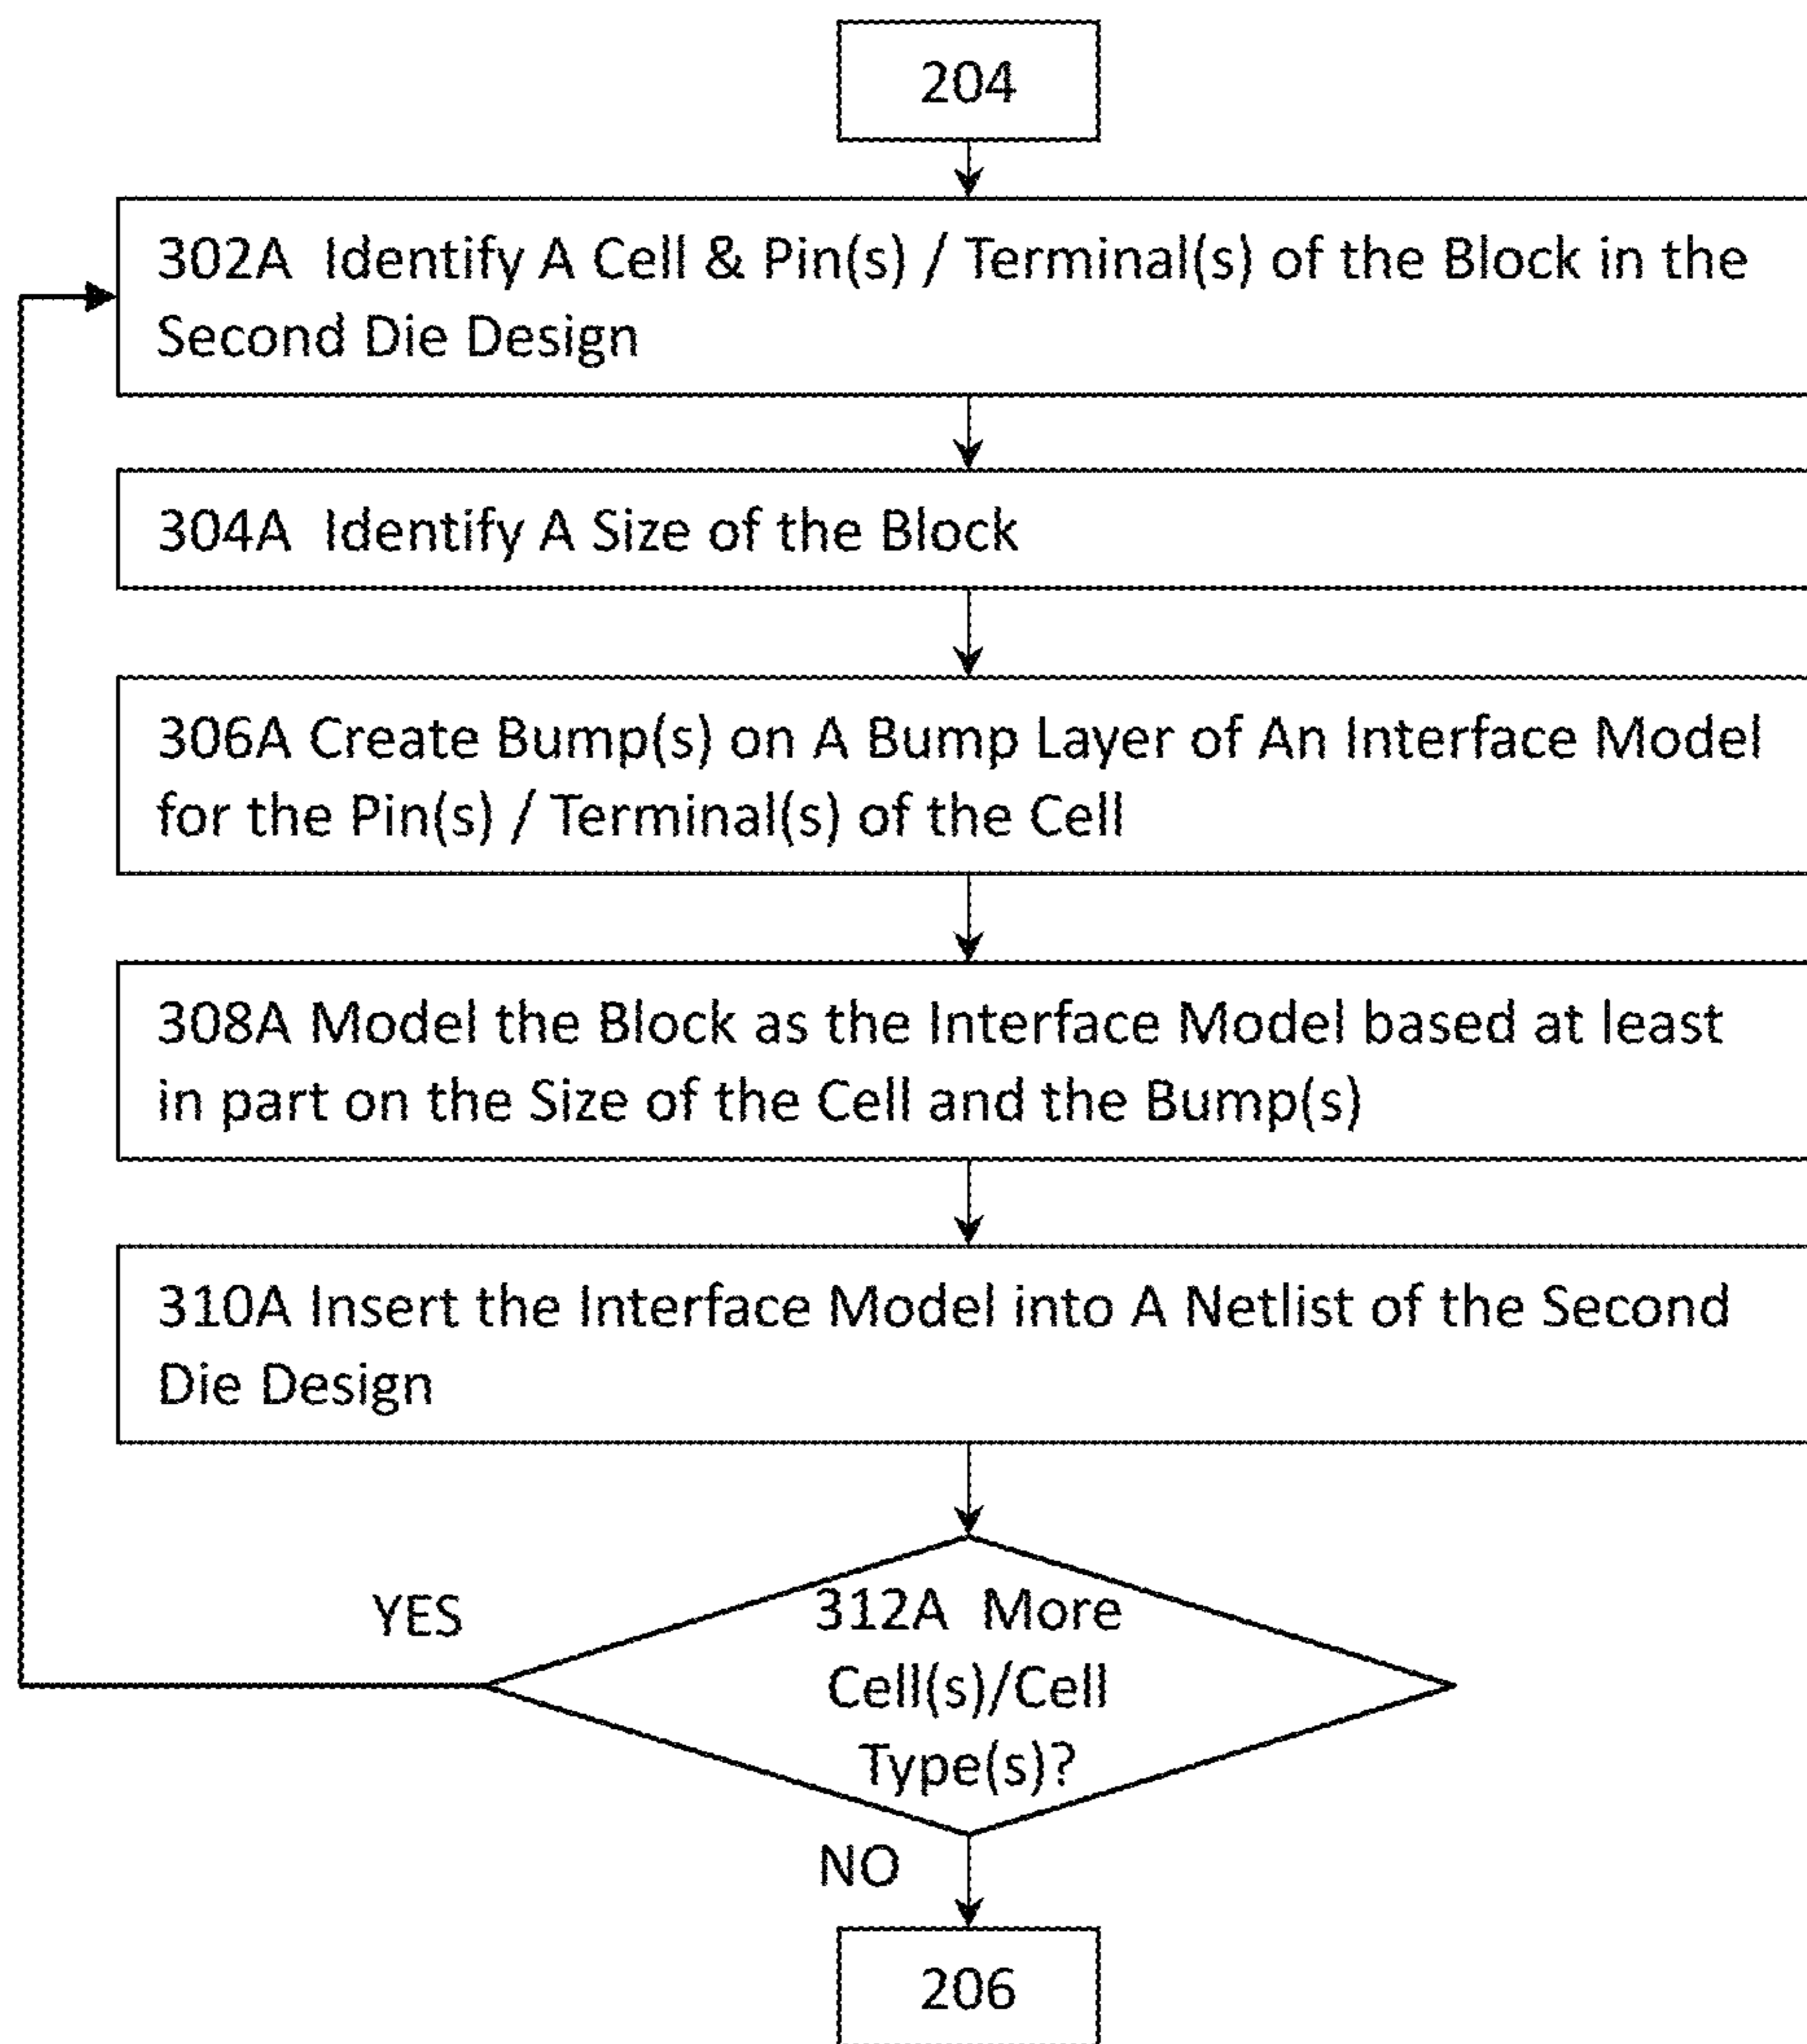 204
302A Identify A Cell & Pin(s) / Terminal(s) of the Block in the
Second Die Design
304A Identify A Size of the Block
306A Create Bump(s) on A Bump Layer of An Interface Model
for the Pin(s) / Terminal(s) of the Cell
308A Model the Block as the Interface Model based at least
in part on the Size of the Cell and the Bump(s)
310A Insert the Interface Model into A Netlist of the Second
Die Design
312A More
YES
Cell(s)/Cell
Type(s)?
NO
206